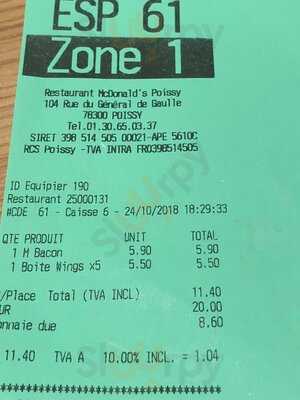 ESP 61
Zone 1
Restaurant McDonald's Poissy
104 Rue du Général de Gaulle
78300 POISSY
Tel.01.30.65.03.37
SIRET 398 514 505 00021-APE 5610C
RCS Poissy -TVA INTRA FR0398514505
ID Equipier 190
Restaurant 25000131
#CDE 61 - Caisse 6 - 24/10/2018 18:29:33
QTE PRODUIT UNIT TOTAL
1 M Bacon 5.90 5.90
1 Boite Wings x5 5.50 5.50
/Place Total (TVA INCL) 11.40
UR 20.00
onnaie due 8.60
11.40 TVA A 10.00% INCL. = 1.04